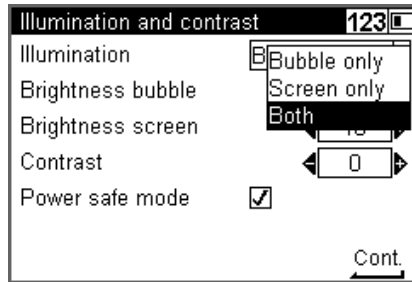 Illumination and contrast 123
Illumination B
Bubble only
Brightness bubble
Screen only
Both
Brightness screen
Contrast 0
Power safe mode
Cont.